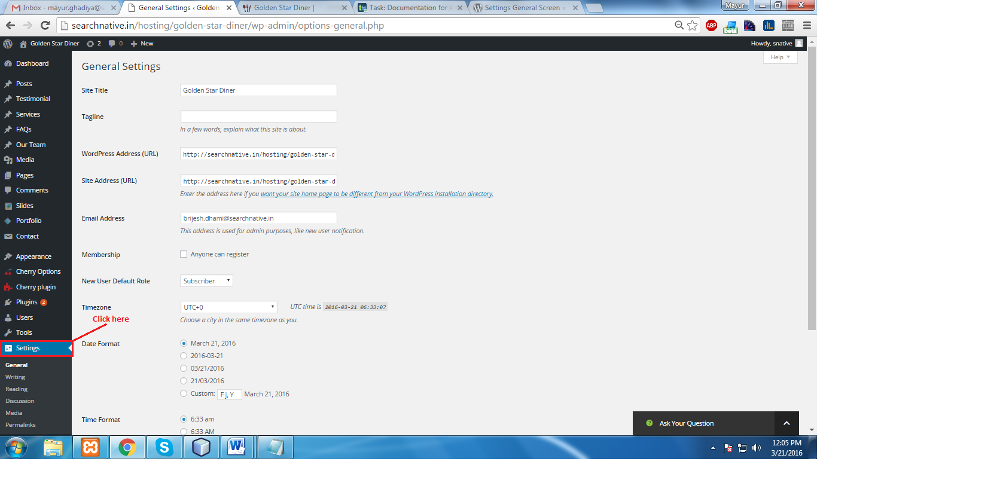 Inbox - mayur.ghadiya@s
General Settings ‹ Golden
Golden Star Diner |
Task: Documentation for A
Settings General Screen «
Mayur
searchnative.in/hosting/golden-star-diner/wp-admin/options-general.php
ABP
beta
Golden Star Diner
2
0
New
Howdy, snative
Help
Dashboard
Posts
Testimonial
Services
FAQs
Our Team
Media
Pages
Comments
Slides
Portfolio
Contact
Appearance
Cherry Options
Cherry plugin
Plugins 2
Users
Tools
Settings
General
Writing
Reading
Discussion
Media
Permalinks
Click here
General Settings
Site Title
Golden Star Diner
Tagline
In a few words, explain what this site is about.
WordPress Address (URL)
http://searchnative.in/hosting/golden-star-d
Site Address (URL)
http://searchnative.in/hosting/golden-star-d
Enter the address here if you want your site home page to be different from your WordPress installation directory.
Email Address
brijesh.dhami@searchnative.in
This address is used for admin purposes, like new user notification.
Membership
Anyone can register
New User Default Role
Subscriber
Timezone
UTC+0
UTC time is 2016-03-21 06:33:07
Choose a city in the same timezone as you.
Date Format
March 21, 2016
2016-03-21
03/21/2016
21/03/2016
Custom: F j, Y March 21, 2016
Time Format
6:33 am
6:33 AM
Ask Your Question
12:05 PM
3/21/2016